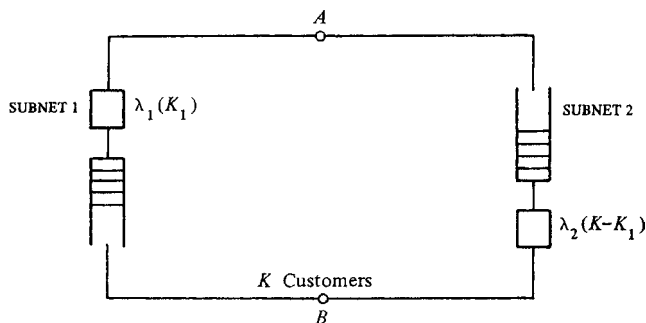 A
SUBNET 1
λ₁(K₁)
SUBNET 2
λ₂(K−K₁)
K Customers
B